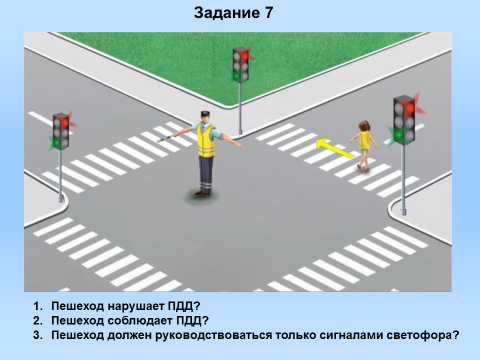 Задание 7
1. Пешеход нарушает ПДД?
2. Пешеход соблюдает ПДД?
3. Пешеход должен руководствоваться только сигналами светофора?